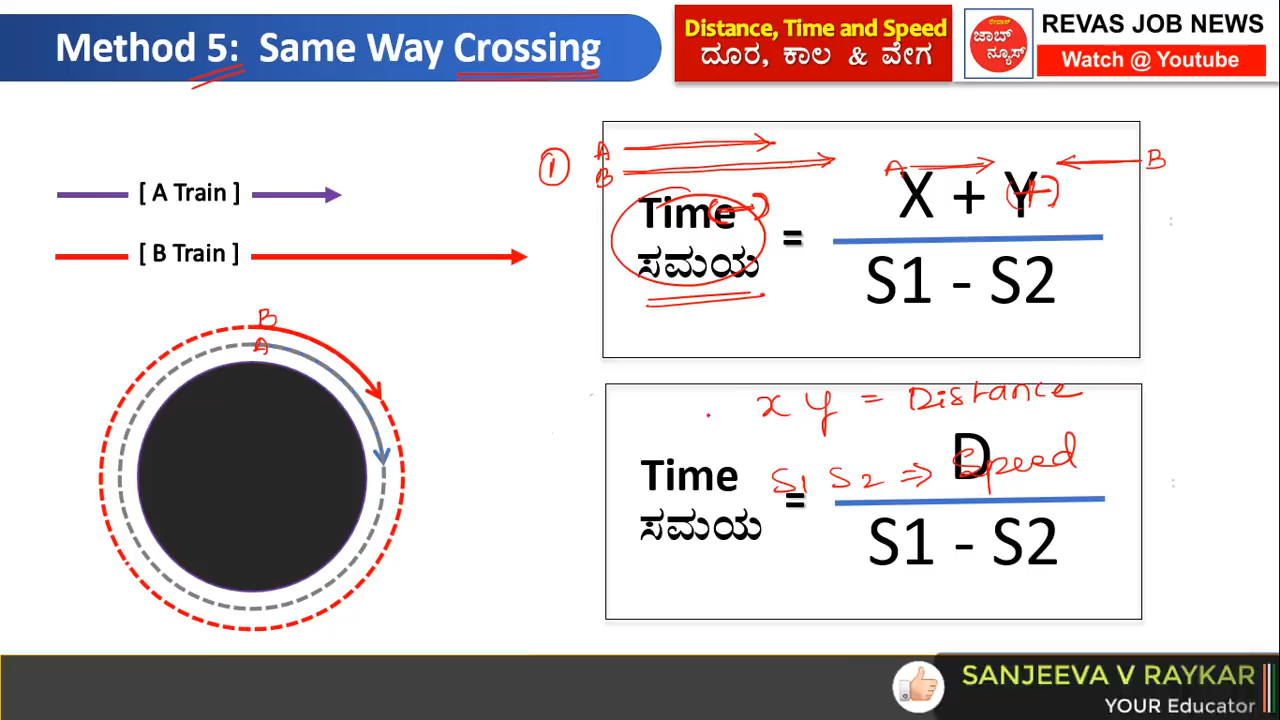 Method 5: Same Way Crossing
Distance, Time and Speed
ದೂರ, ಕಾಲ & ವೇಗ
ರೇವಾಸ್
ಜಾಬ್
ನ್ಯೂಸ್
REVAS JOB NEWS
Watch @ Youtube
[ A Train ]
[ B Train ]
B
A
1
A
B
A
B
(-)
(+)
Time
ಸಮಯ
=
X + Y
S1 - S2
x y = Distance
S1 S2 ⇒ Speed
Time
ಸಮಯ
=
D
S1 - S2
SANJEEVA V RAYKAR
YOUR Educator